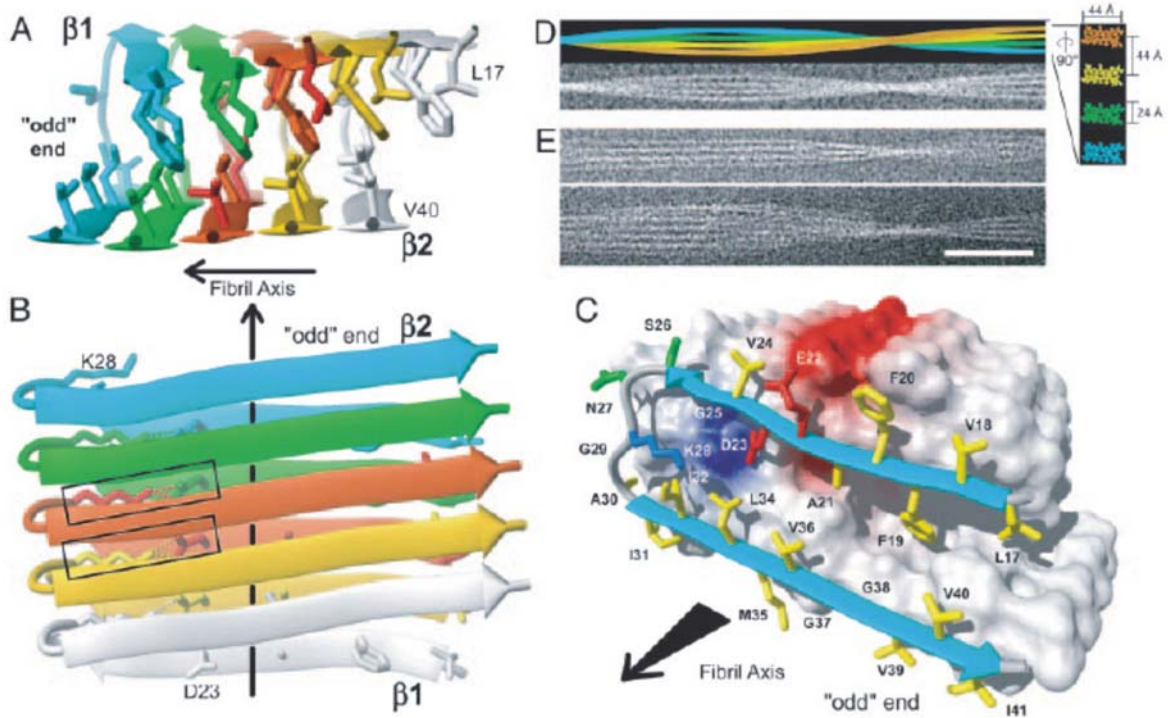 A
β1
L17
"odd"
end
V40
β2
Fibril Axis
B
"odd" end
β2
K28
D23
β1
D
44 Å
90°
44 Å
24 Å
E
C
S26
V24
E22
F20
N27
G25
V18
G29
K28
D23
I32
A30
L34
A21
V36
F19
L17
I31
G38
V40
M35
G37
Fibril Axis
V39
"odd" end
I41